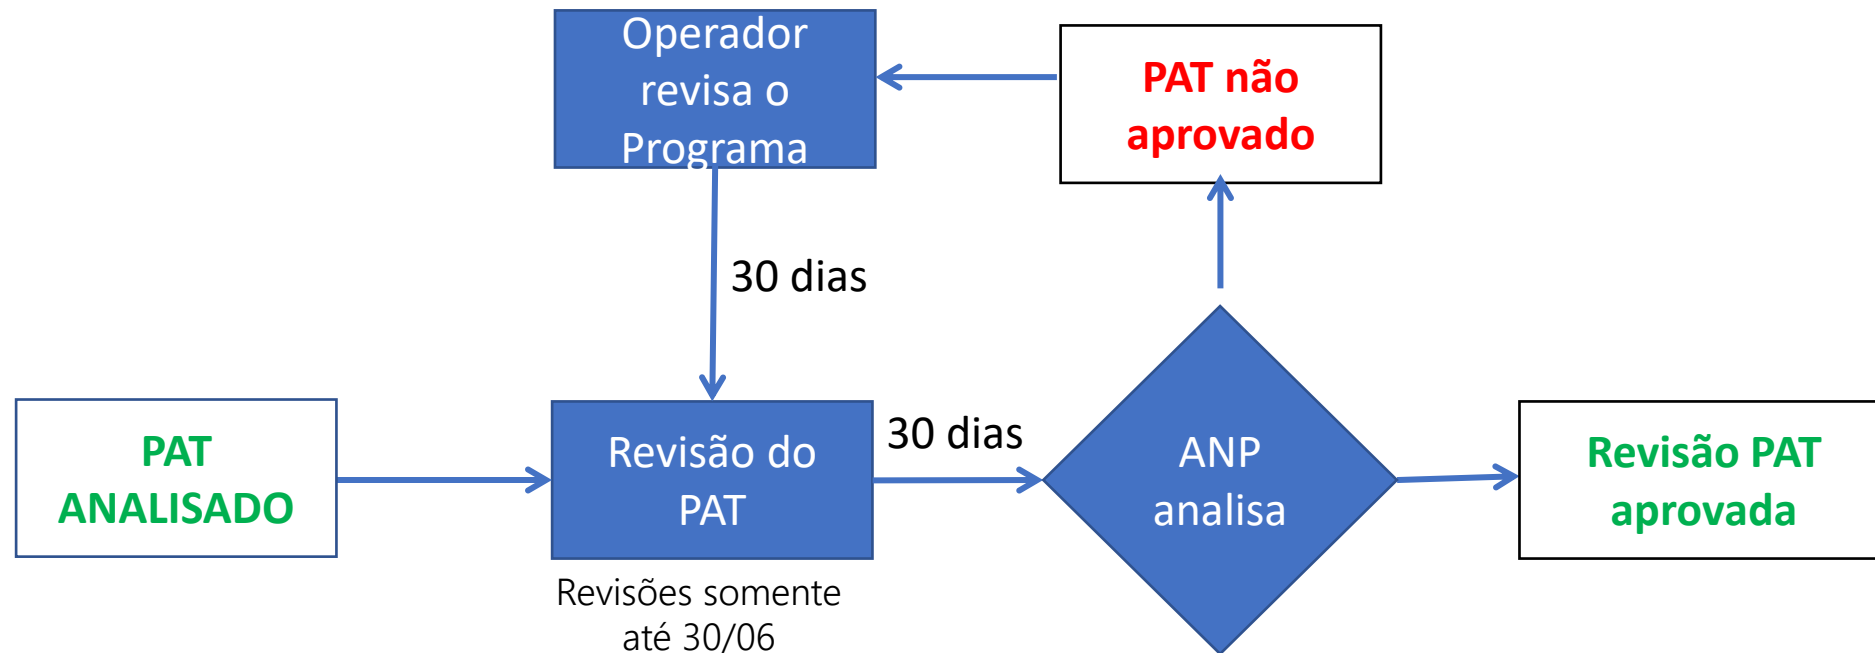 Operador
revisa o
Programa
PAT não
aprovado
30 dias
PAT
ANALISADO
Revisão do
PAT
30 dias
ANP
analisa
Revisão PAT
aprovada
Revisões somente
até 30/06